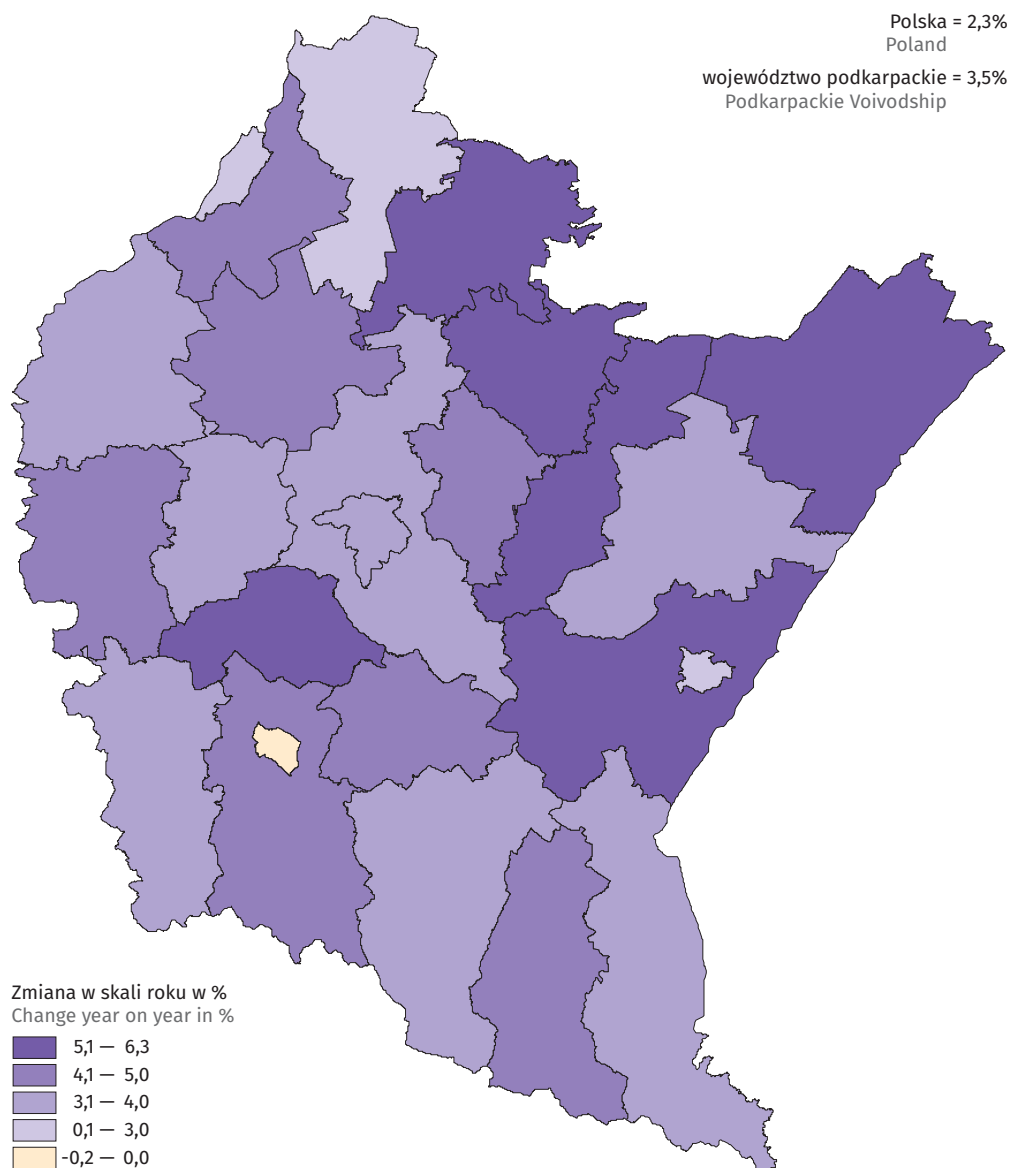 Polska = 2,3%
Poland
województwo podkarpackie = 3,5%
Podkarpackie Voivodship
Zmiana w skali roku w %
Change year on year in %
5,1 — 6,3
4,1 — 5,0
3,1 — 4,0
0,1 — 3,0
-0,2 — 0,0